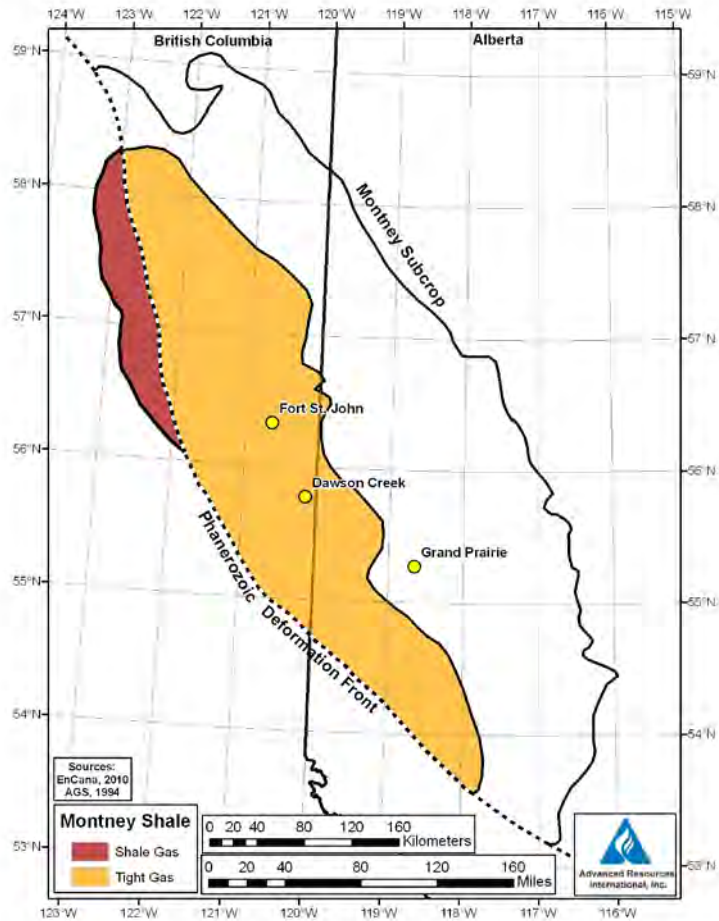 124°W 123°W 122°W 121°W 120°W 119°W 118°W 117°W 116°W 115°W
British Columbia
Alberta
59°N
59°N
58°N
58°N
Montney Subcrop
57°N
57°N
Fort St. John
56°N
56°N
Dawson Creek
Grand Prairie
Phanerozoic Deformation Front
55°N
55°N
54°N
54°N
Sources:
EnCana, 2010
AGS, 1994
Montney Shale
Shale Gas
Tight Gas
0 20 40 80 120 160
Kilometers
0 20 40 80 120 160
Miles
Advanced Resources
International, Inc.
53°N
53°N
123°W 122°W 121°W 120°W 119°W 118°W 117°W 116°W